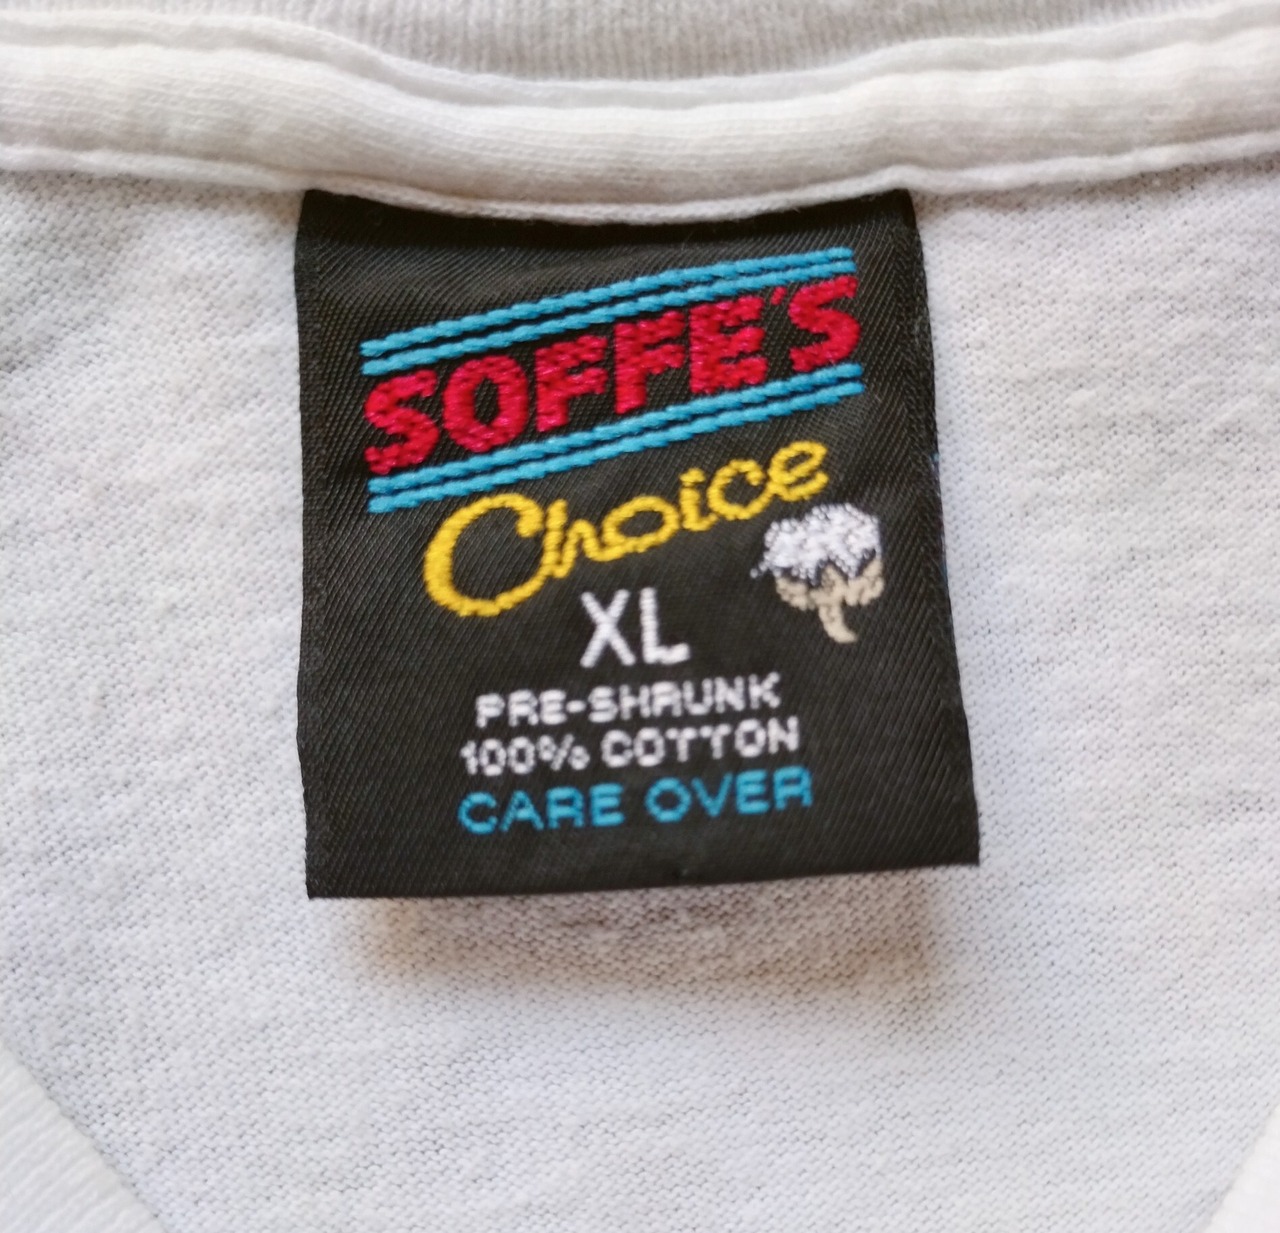 SOFFE'S
Choice
XL
PRE-SHRUNK
100% COTTON
CARE OVER